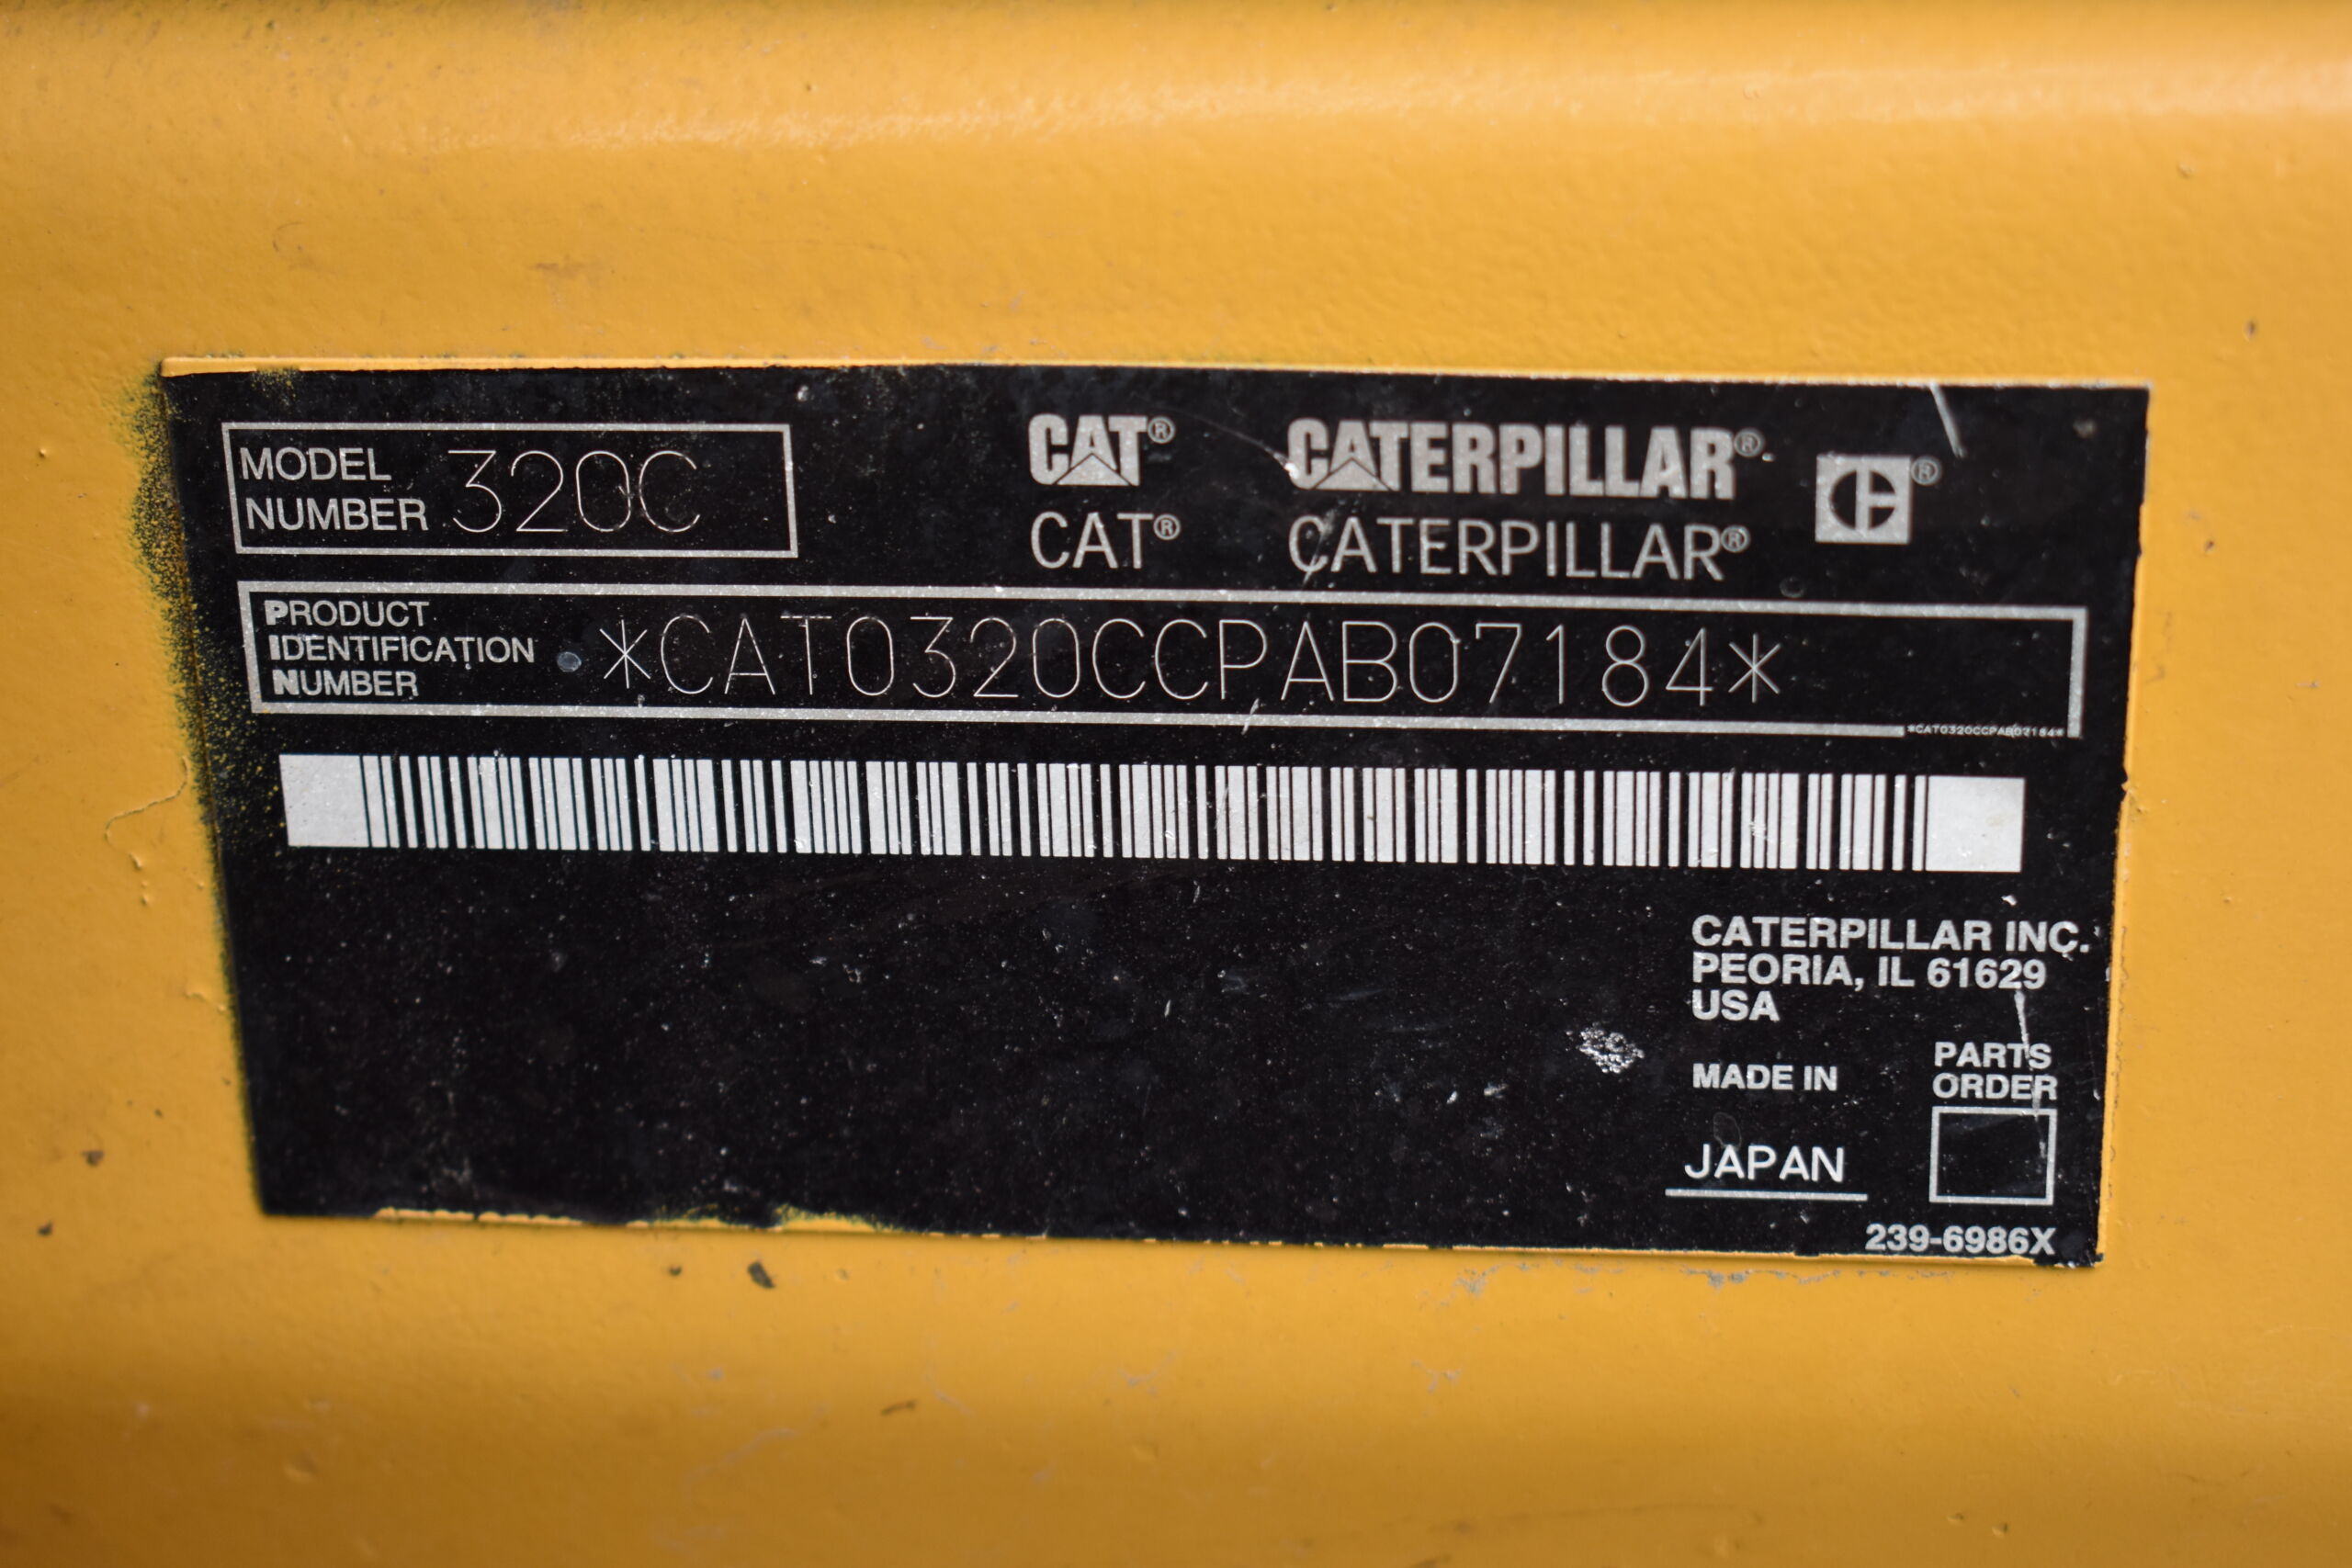 MODEL NUMBER 320C
CAT® CATERPILLAR® ®
CAT® CATERPILLAR®
PRODUCT IDENTIFICATION NUMBER *CAT0320CCPAB07184*
*CAT0320CCPAB07184*
CATERPILLAR INC.
PEORIA, IL 61629
USA
MADE IN
JAPAN
PARTS
ORDER
239-6986X